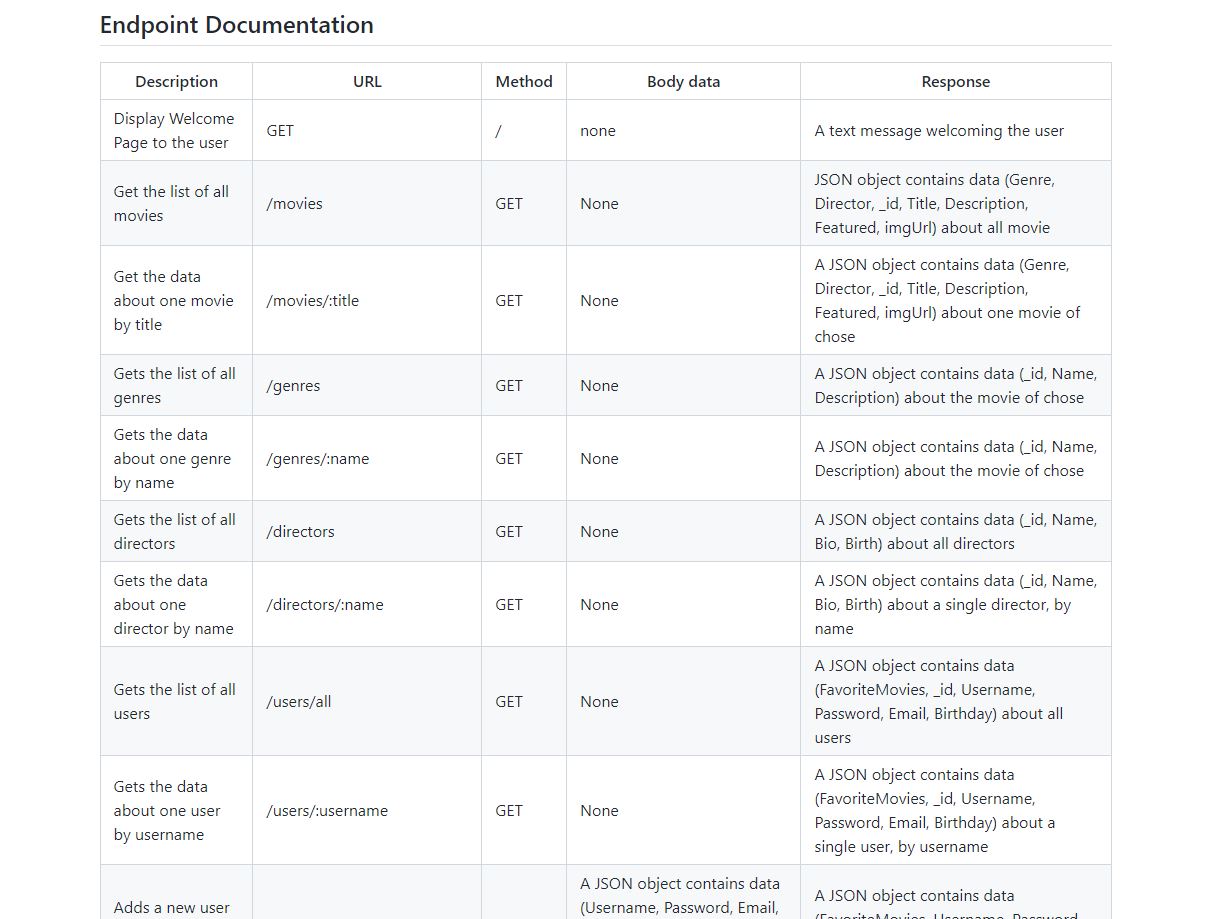 Endpoint Documentation
Description URL Method Body data Response
Display Welcome
Page to the user
GET
/
none
A text message welcoming the user
Get the list of all
movies
/movies
GET
None
JSON object contains data (Genre,
Director, _id, Title, Description,
Featured, imgUrl) about all movie
Get the data
about one movie
by title
/movies/:title
GET
None
A JSON object contains data (Genre,
Director, _id, Title, Description,
Featured, imgUrl) about one movie of
chose
Gets the list of all
genres
/genres
GET
None
A JSON object contains data (_id, Name,
Description) about the movie of chose
Gets the data
about one genre
by name
/genres/:name
GET
None
A JSON object contains data (_id, Name,
Description) about the movie of chose
Gets the list of all
directors
/directors
GET
None
A JSON object contains data (_id, Name,
Bio, Birth) about all directors
Gets the data
about one
director by name
/directors/:name
GET
None
A JSON object contains data (_id, Name,
Bio, Birth) about a single director, by
name
Gets the list of all
users
/users/all
GET
None
A JSON object contains data
(FavoriteMovies, _id, Username,
Password, Email, Birthday) about all
users
Gets the data
about one user
by username
/users/:username
GET
None
A JSON object contains data
(FavoriteMovies, _id, Username,
Password, Email, Birthday) about a
single user, by username
Adds a new user
A JSON object contains data
(Username, Password, Email,
A JSON object contains data
(FavoriteMovies, Username, Password